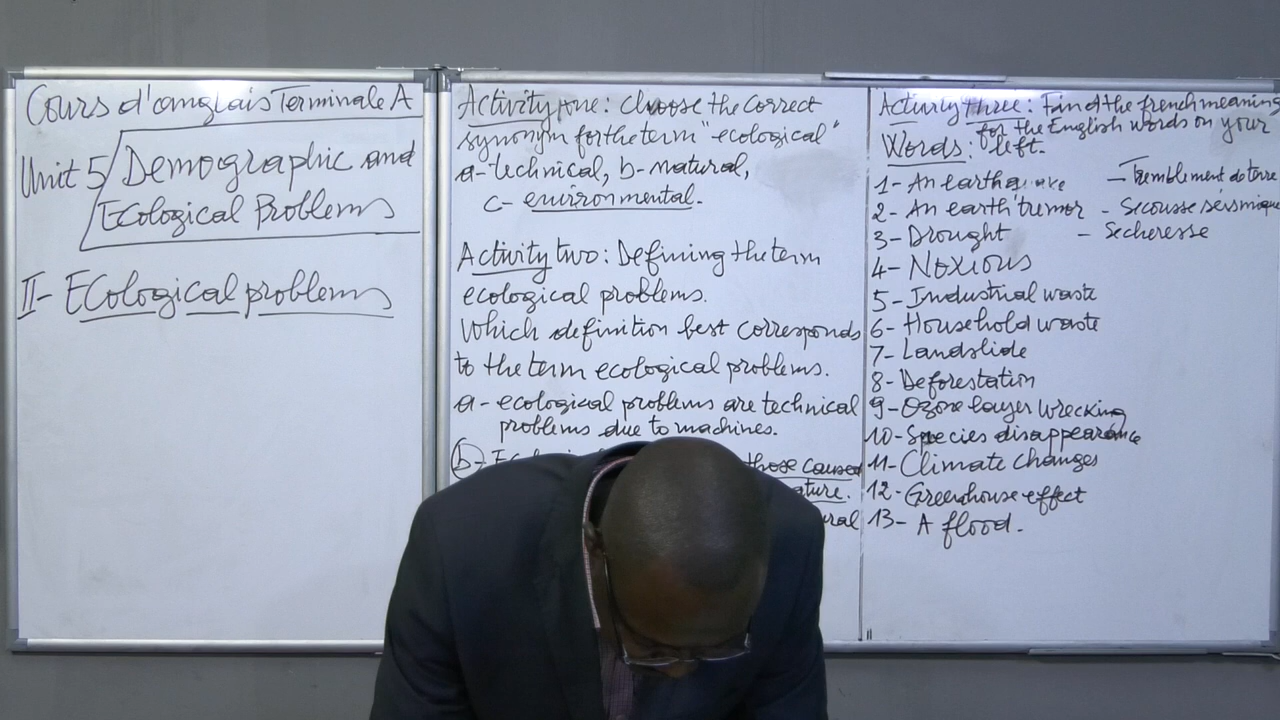 Cours d'anglais Terminale A
Unit 5
Demographic and
Ecological Problems
II- Ecological problems
Activity one: Choose the correct
synonym for the term "ecological"
a- technical, b- natural,
c- environmental.
Activity two: Defining the term
ecological problems.
Which definition best corresponds
to the term ecological problems.
a- ecological problems are technical
problems due to machines.
b- those caused
Activity three: Find the french meaning
for the English words on your
Words: left.
1- An earthquake - Tremblement de terre
2- An earth tremor - Secousse séismique
3- Drought - Secheresse
4- Noxious
5- Industrial waste
6- Household waste
7- Landslide
8- Deforestation
9- Ozone layer wrecking
10- Species disappearance
11- Climate changes
12- Greenhouse effect
13- A flood.